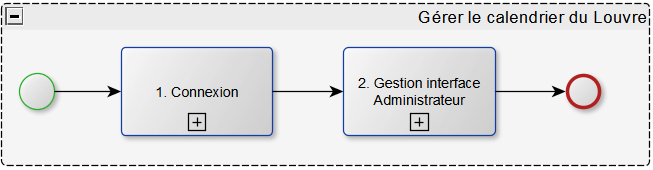 Gérer le calendrier du Louvre
1. Connexion
2. Gestion interface
Administrateur